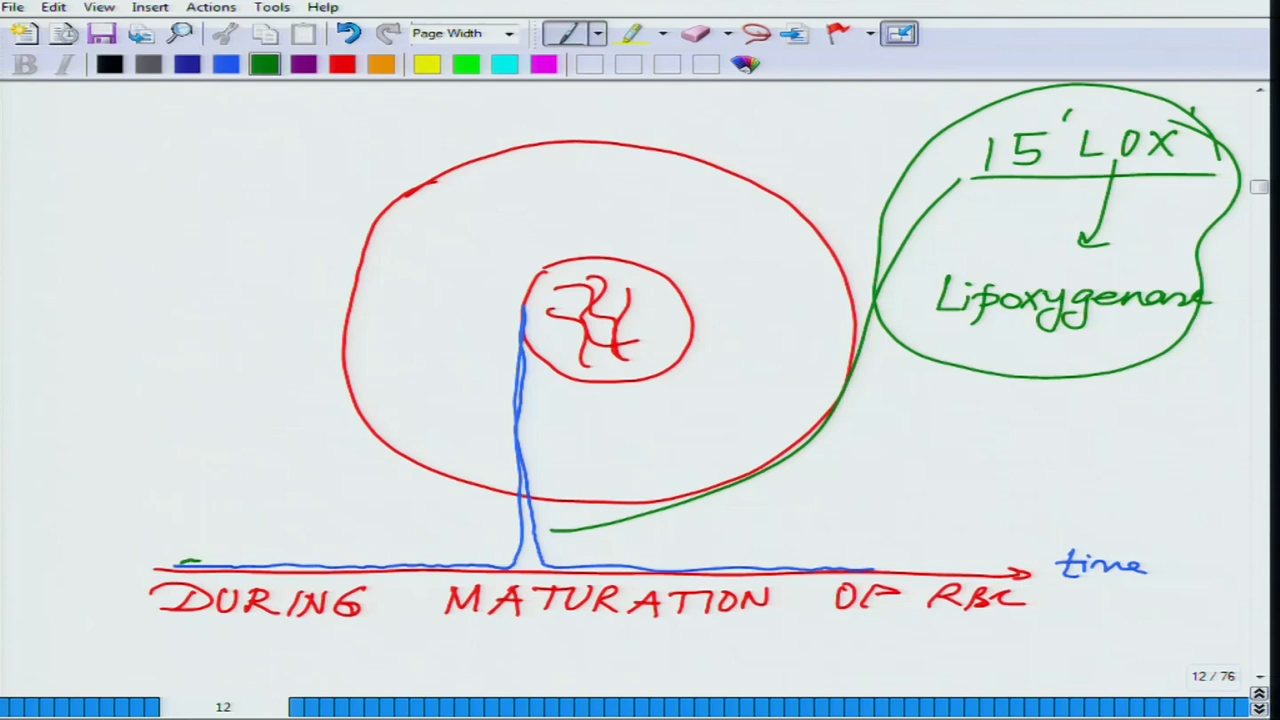 File Edit View Insert Actions Tools Help
Page Width
B I
15' LOX
Lipoxygenase
time
DURING MATURATION OF RBC
12 / 76
12